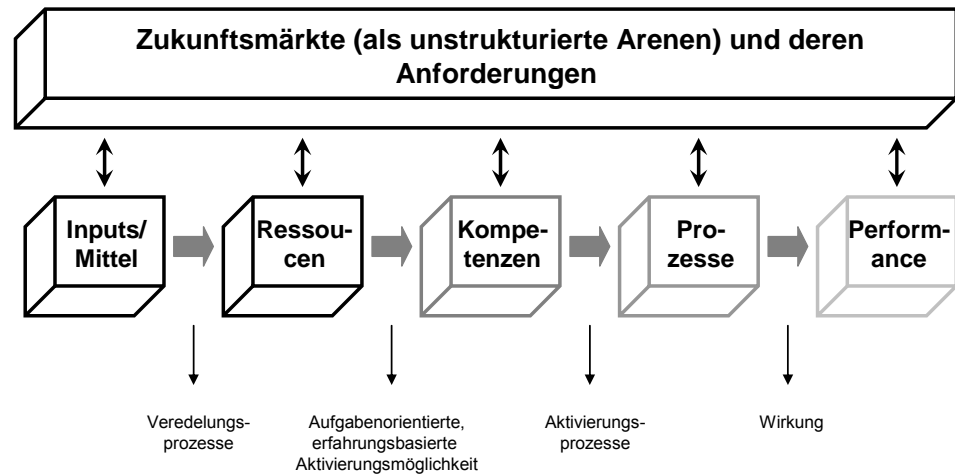 Zukunftsmärkte (als unstrukturierte Arenen) und deren
Anforderungen
Inputs/
Mittel
Ressou-
cen
Kompe-
tenzen
Pro-
zesse
Perform-
ance
Veredelungs-
prozesse
Aufgabenorientierte,
erfahrungsbasierte
Aktivierungsmöglichkeit
Aktivierungs-
prozesse
Wirkung